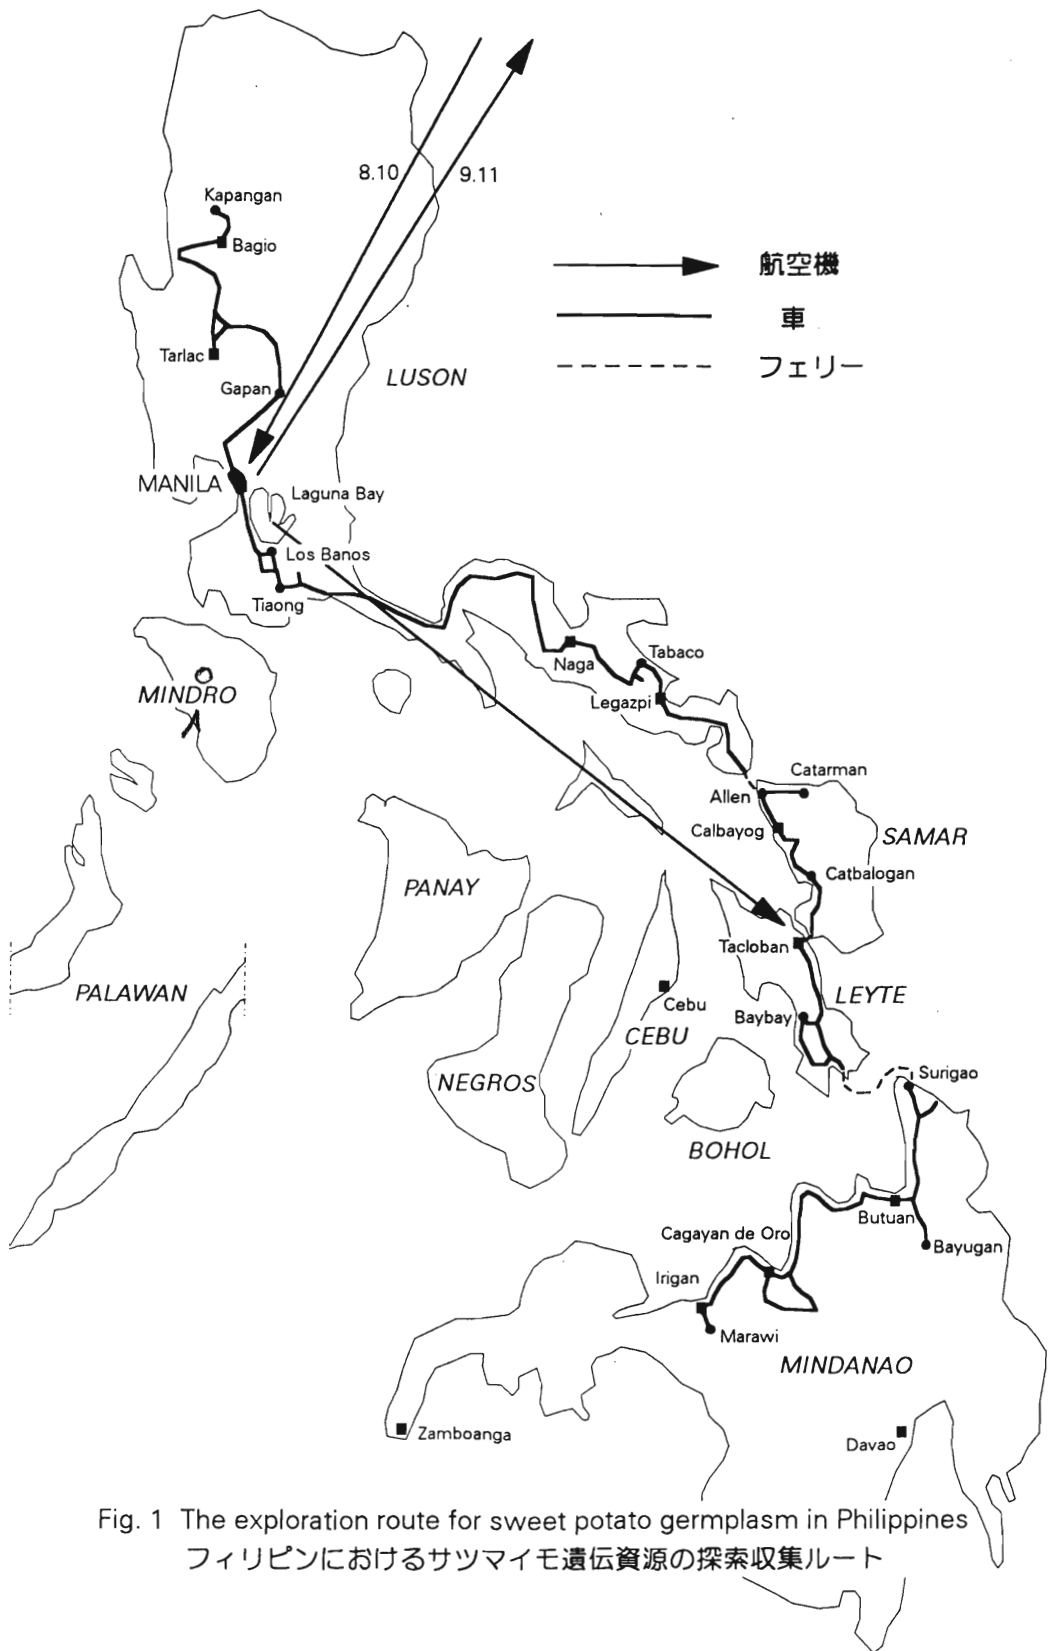 8.10
9.11
Kapangan
Bagio
航空機
車
フェリー
Tarlac
LUSON
Gapan
MANILA
Laguna Bay
Los Banos
Tiaong
Naga
Tabaco
MINDRO
Legazpi
Catarman
Allen
Calbayog
SAMAR
Catbalogan
PANAY
Tacloban
PALAWAN
LEYTE
Cebu
Baybay
CEBU
Surigao
NEGROS
BOHOL
Butuan
Cagayan de Oro
Bayugan
Irigan
Marawi
MINDANAO
Zamboanga
Davao
Fig. 1 The exploration route for sweet potato germplasm in Philippines
フィリピンにおけるサツマイモ遺伝資源の探索収集ルート